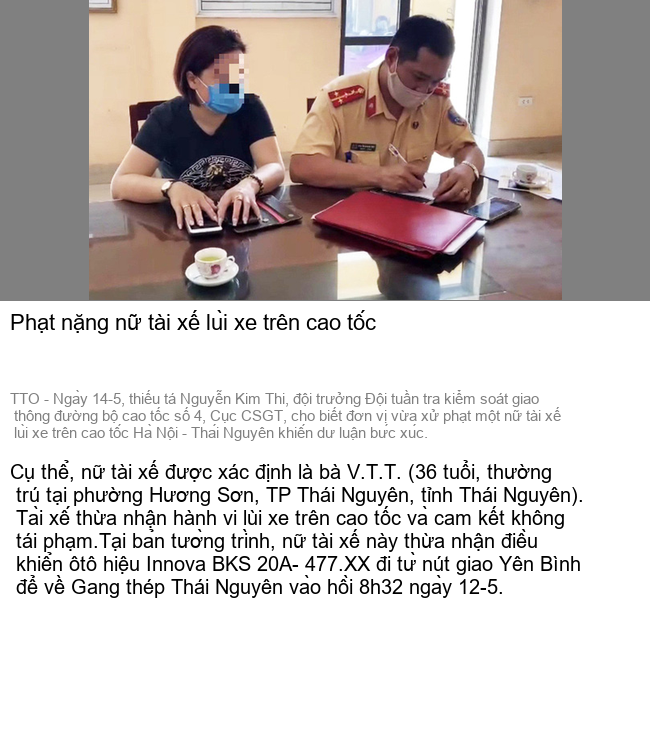 Phạt nặng nữ tài xế lùi xe trên cao tốc
TTO - Ngày 14-5, thiếu tá Nguyễn Kim Thi, đội trưởng Đội tuần tra kiểm soát giao
thông đường bộ cao tốc số 4, Cục CSGT, cho biết đơn vị vừa xử phạt một nữ tài xế
lùi xe trên cao tốc Hà Nội - Thái Nguyên khiến dư luận bức xúc.
Cụ thể, nữ tài xế được xác định là bà V.T.T. (36 tuổi, thường
trú tại phường Hương Sơn, TP Thái Nguyên, tỉnh Thái Nguyên).
Tài xế thừa nhận hành vi lùi xe trên cao tốc và cam kết không
tái phạm.Tại bản tường trình, nữ tài xế này thừa nhận điều
khiển ôtô hiệu Innova BKS 20A- 477.XX đi từ nút giao Yên Bình
để về Gang thép Thái Nguyên vào hồi 8h32 ngày 12-5.